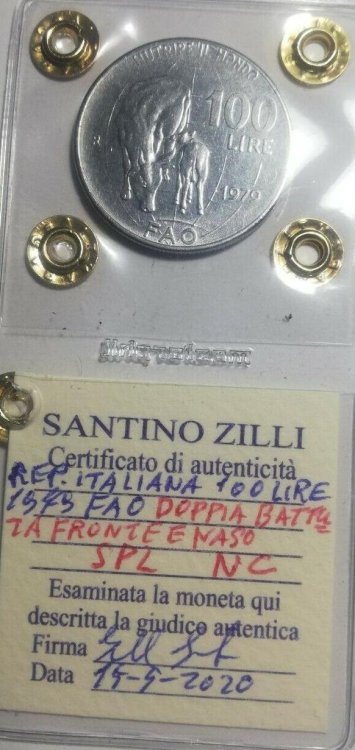 NUTRIRE IL MONDO
100
LIRE
R
1979
FAO
SANTINO ZILLI
Certificato di autenticità
REP. ITALIANA 100 LIRE
1979 FAO DOPPIA BATTU
TA FRONTE E NASO
SPL NC
Esaminata la moneta qui
descritta la giudico autentica
Firma
Data 15-5-2020